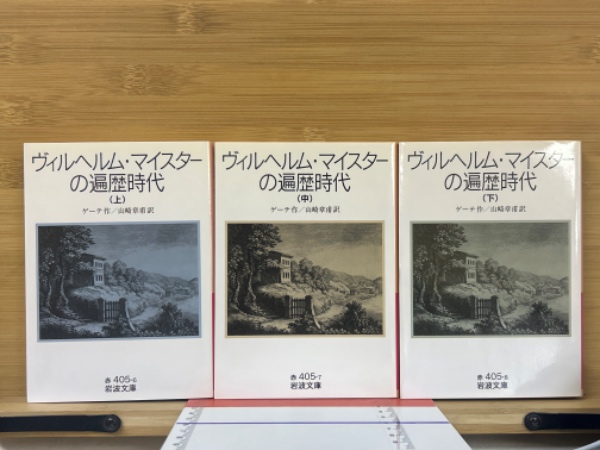 ヴィルヘルム・マイスター
の遍歴時代
(上)
ゲーテ作/山崎章甫訳
赤 405-6
岩波文庫
ヴィルヘルム・マイスター
の遍歴時代
(中)
ゲーテ作/山崎章甫訳
赤 405-7
岩波文庫
ヴィルヘルム・マイスター
の遍歴時代
(下)
ゲーテ作/山崎章甫訳
赤 405-8
岩波文庫